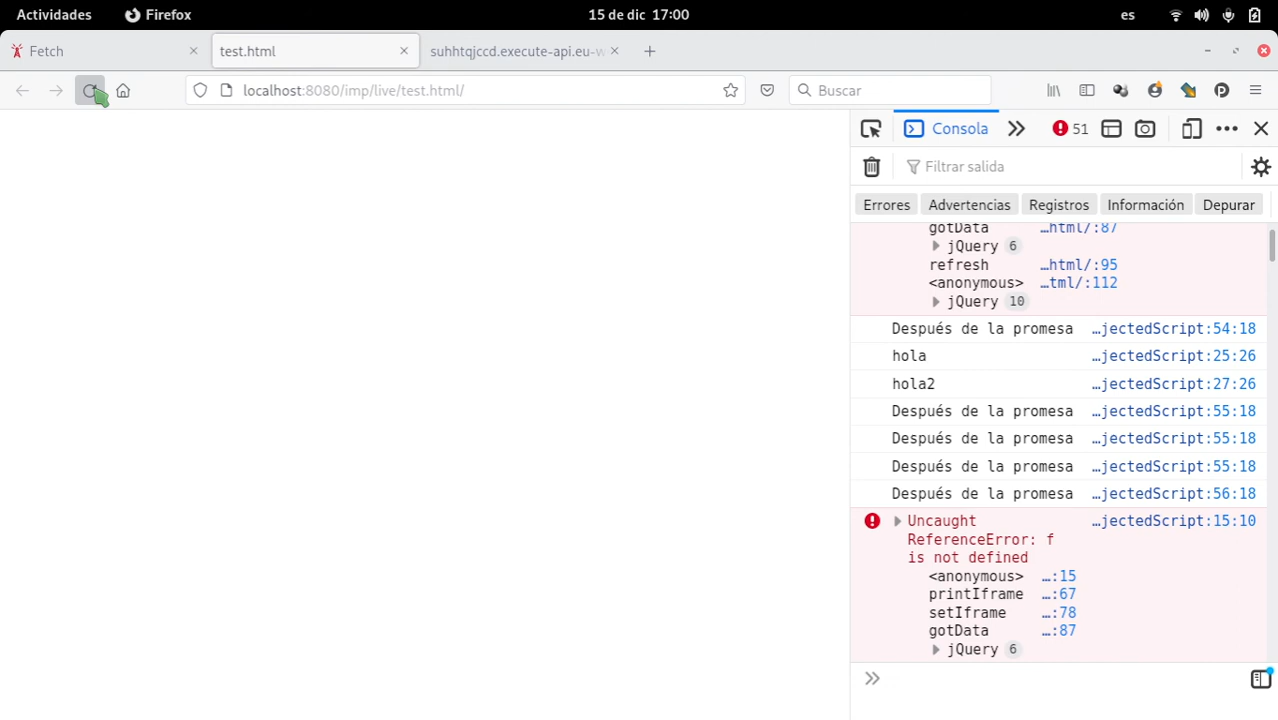 Actividades Firefox 15 de dic 17:00 es
Fetch test.html suhhtqjccd.execute-api.eu-w
localhost:8080/imp/live/test.html/ Buscar
Consola 51
Filtrar salida
Errores Advertencias Registros Información Depurar
gotData …html/:87
jQuery 6
refresh …html/:95
<anonymous> …tml/:112
jQuery 10
Después de la promesa …jectedScript:54:18
hola …jectedScript:25:26
hola2 …jectedScript:27:26
Después de la promesa …jectedScript:55:18
Después de la promesa …jectedScript:55:18
Después de la promesa …jectedScript:55:18
Después de la promesa …jectedScript:56:18
Uncaught …jectedScript:15:10
ReferenceError: f
is not defined
<anonymous> …:15
printIframe …:67
setIframe …:78
gotData …:87
jQuery 6